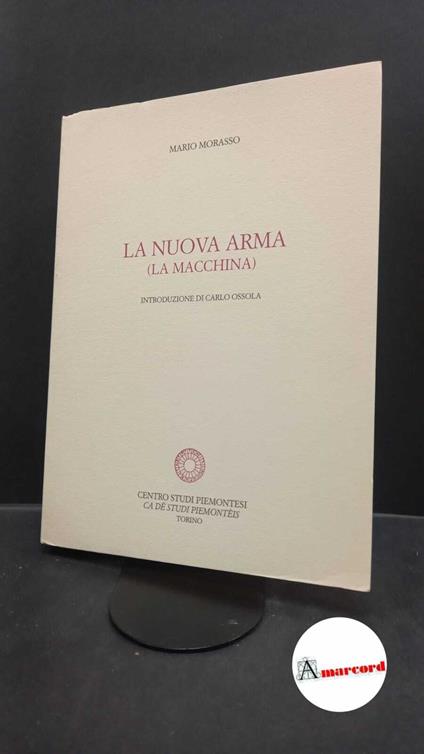 MARIO MORASSO
LA NUOVA ARMA
(LA MACCHINA)
INTRODUZIONE DI CARLO OSSOLA
CENTRO STUDI PIEMONTESI
CA DË STUDI PIEMONTÈIS
TORINO
Amarcord